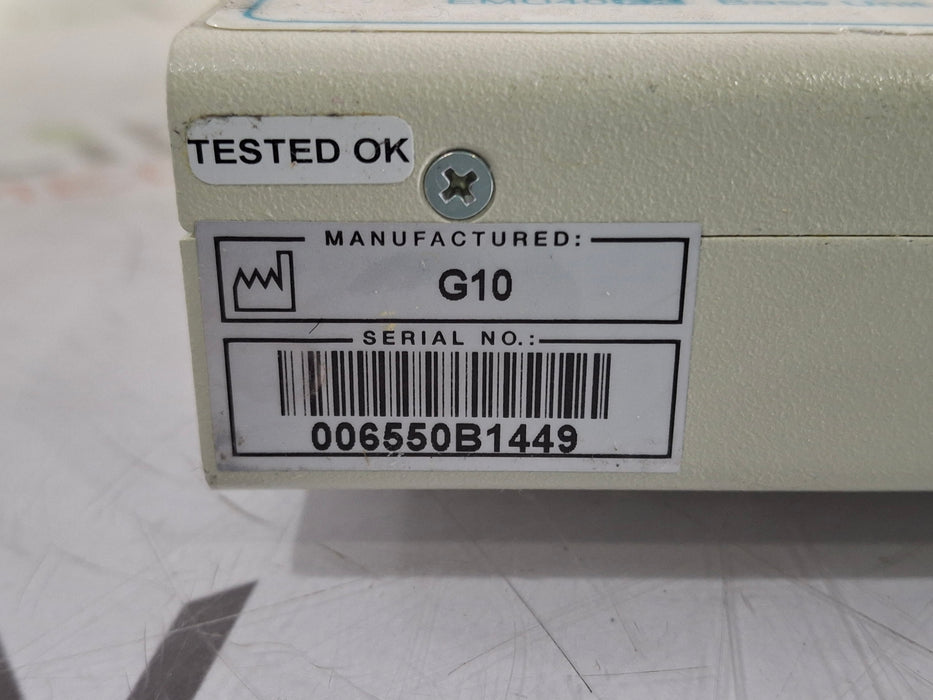 TESTED OK
MANUFACTURED:
G10
SERIAL NO.:
006550B1449